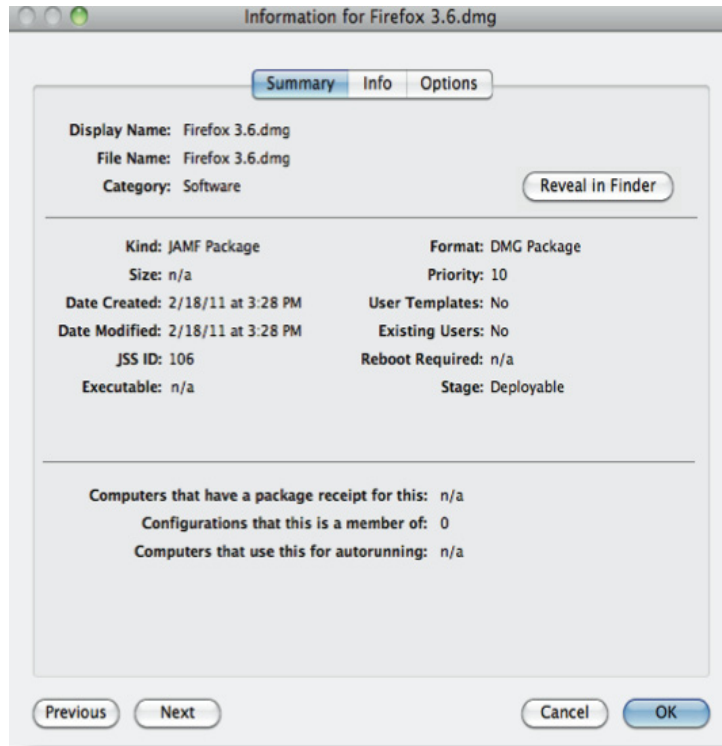 Information for Firefox 3.6.dmg
Summary Info Options
Display Name: Firefox 3.6.dmg
File Name: Firefox 3.6.dmg
Category: Software
Reveal in Finder
Kind: JAMF Package Format: DMG Package
Size: n/a Priority: 10
Date Created: 2/18/11 at 3:28 PM User Templates: No
Date Modified: 2/18/11 at 3:28 PM Existing Users: No
JSS ID: 106 Reboot Required: n/a
Executable: n/a Stage: Deployable
Computers that have a package receipt for this: n/a
Configurations that this is a member of: 0
Computers that use this for autorunning: n/a
Previous Next Cancel OK